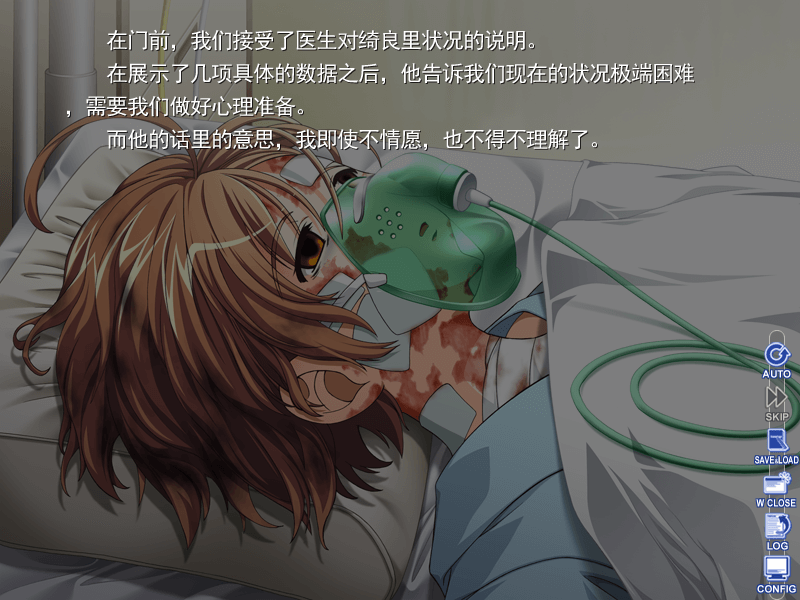 在门前，我们接受了医生对绮良里状况的说明。
在展示了几项具体的数据之后，他告诉我们现在的状况极端困难
，需要我们做好心理准备。
而他的话里的意思，我即使不情愿，也不得不理解了。
AUTO
SKIP
SAVE&LOAD
W CLOSE
LOG
CONFIG